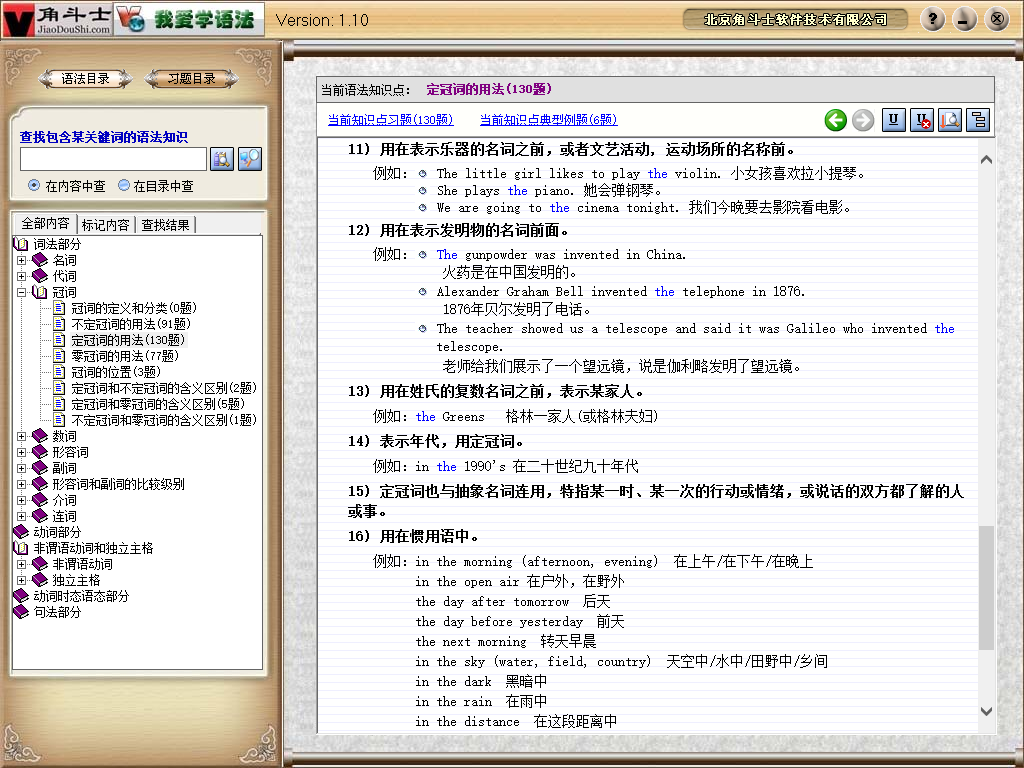 角斗士
JiaoDouShi.com
我爱学语法
Version: 1.10
北京角斗士软件技术有限公司
语法目录
习题目录
查找包含某关键词的语法知识
在内容中查
在目录中查
全部内容
标记内容
查找结果
词法部分
名词
代词
冠词
冠词的定义和分类(0题)
不定冠词的用法(91题)
定冠词的用法(130题)
零冠词的用法(77题)
冠词的位置(3题)
定冠词和不定冠词的含义区别(2题)
定冠词和零冠词的含义区别(5题)
不定冠词和零冠词的含义区别(1题)
数词
形容词
副词
形容词和副词的比较级别
介词
连词
动词部分
非谓语动词和独立主格
非谓语动词
独立主格
动词时态语态部分
句法部分
当前语法知识点： 定冠词的用法(130题)
当前知识点习题(130题) 当前知识点典型例题(6题)
11) 用在表示乐器的名词之前，或者文艺活动, 运动场所的名称前。
例如: The little girl likes to play the violin. 小女孩喜欢拉小提琴。
She plays the piano. 她会弹钢琴。
We are going to the cinema tonight. 我们今晚要去影院看电影。
12) 用在表示发明物的名词前面。
例如: The gunpowder was invented in China.
火药是在中国发明的。
Alexander Graham Bell invented the telephone in 1876.
1876年贝尔发明了电话。
The teacher showed us a telescope and said it was Galileo who invented the
telescope.
老师给我们展示了一个望远镜，说是伽利略发明了望远镜。
13) 用在姓氏的复数名词之前，表示某家人。
例如: the Greens 格林一家人(或格林夫妇)
14) 表示年代，用定冠词。
例如: in the 1990's 在二十世纪九十年代
15) 定冠词也与抽象名词连用，特指某一时、某一次的行动或情绪，或说话的双方都了解的人
或事。
16) 用在惯用语中。
例如: in the morning (afternoon, evening) 在上午/在下午/在晚上
in the open air 在户外，在野外
the day after tomorrow 后天
the day before yesterday 前天
the next morning 转天早晨
in the sky (water, field, country) 天空中/水中/田野中/乡间
in the dark 黑暗中
in the rain 在雨中
in the distance 在这段距离中